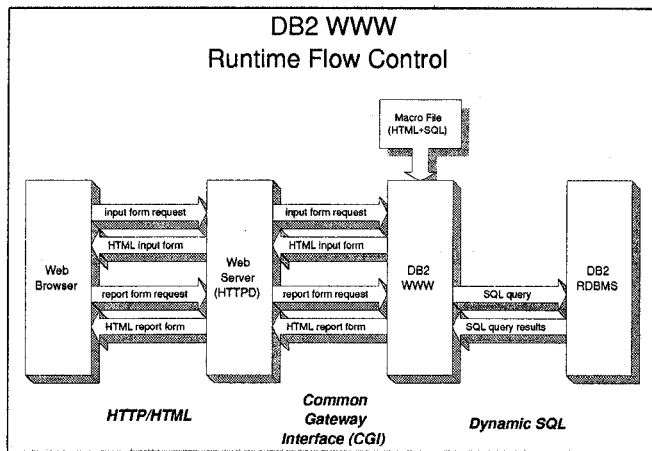 DB2 WWW
Runtime Flow Control
Macro File
(HTML+SQL)
input form request
input form request
HTML input form
HTML input form
Web
Browser
Web
Server
(HTTPD)
DB2
WWW
DB2
RDBMS
report form request
report form request
SQL query
HTML report form
HTML report form
SQL query results
HTTP/HTML
Common
Gateway
Interface (CGI)
Dynamic SQL